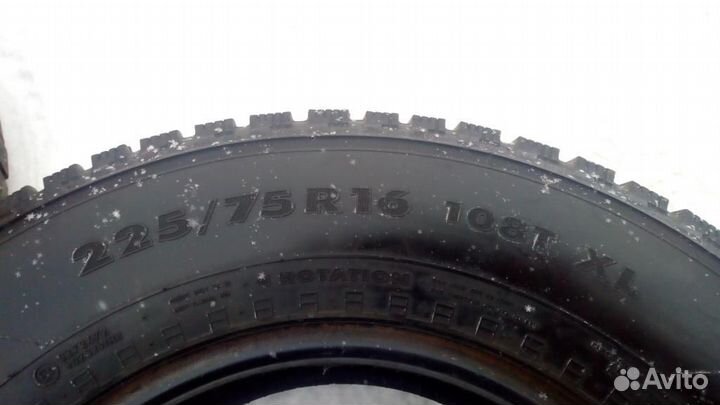 225/75R16 108T XL
ROTATION
Avito